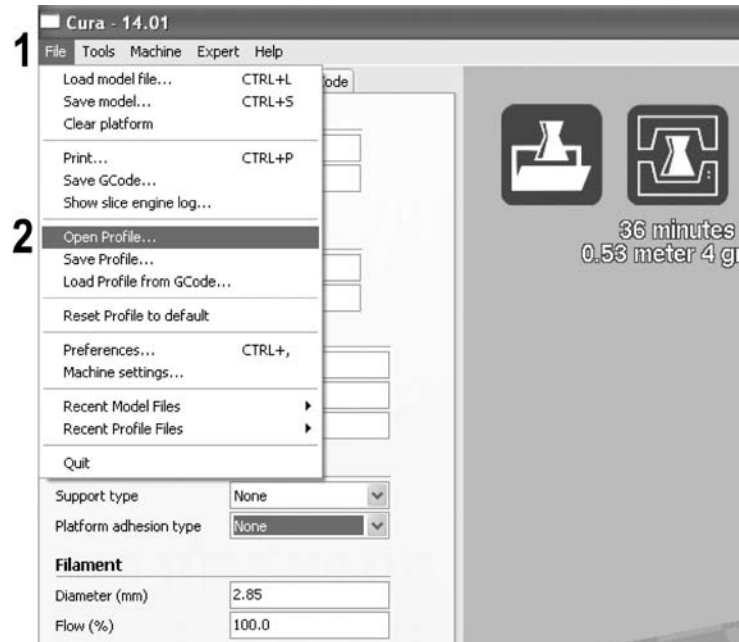 Cura - 14.01
1
File Tools Machine Expert Help
Load model file... CTRL+L
Save model... CTRL+S
Clear platform
Print... CTRL+P
Save GCode...
Show slice engine log...
2
Open Profile...
Save Profile...
Load Profile from GCode...
Reset Profile to default
Preferences... CTRL+,
Machine settings...
Recent Model Files
Recent Profile Files
Quit
ode
36 minutes
0.53 meter 4 gr
Support type None
Platform adhesion type None
Filament
Diameter (mm) 2.85
Flow (%) 100.0